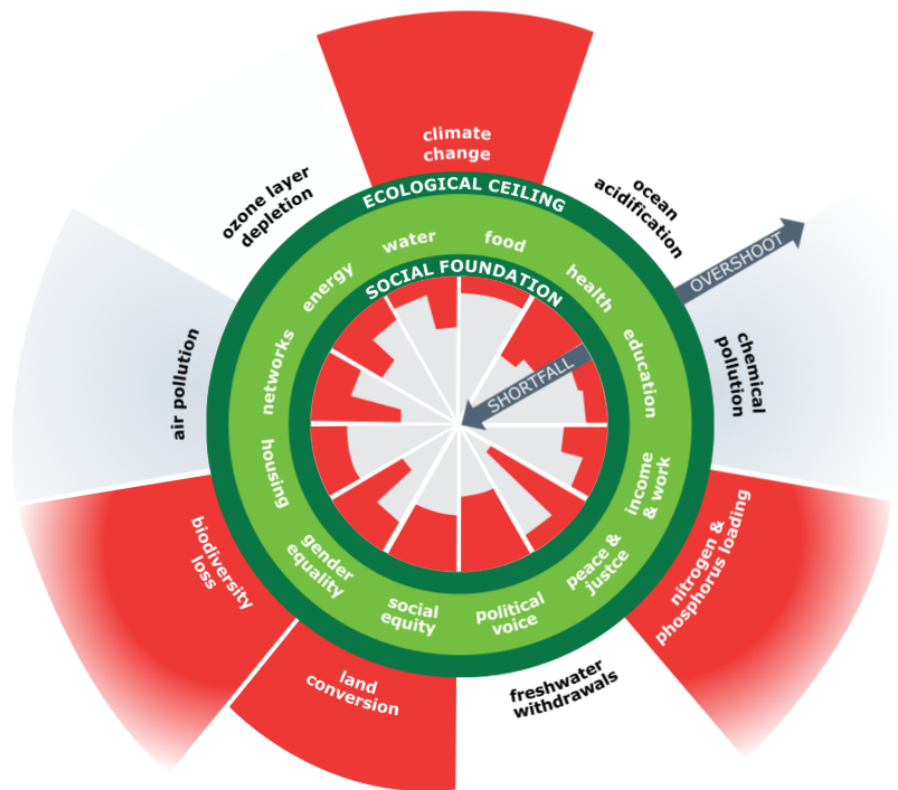 climate
change
ozone layer
depletion
ocean
acidification
ECOLOGICAL CEILING
OVERSHOOT
water
food
energy
health
SOCIAL FOUNDATION
networks
education
SHORTFALL
air pollution
chemical
pollution
housing
income
& work
gender
equality
peace &
justce
social
equity
political
voice
biodiversity
loss
nitrogen &
phosphorus loading
land
conversion
freshwater
withdrawals